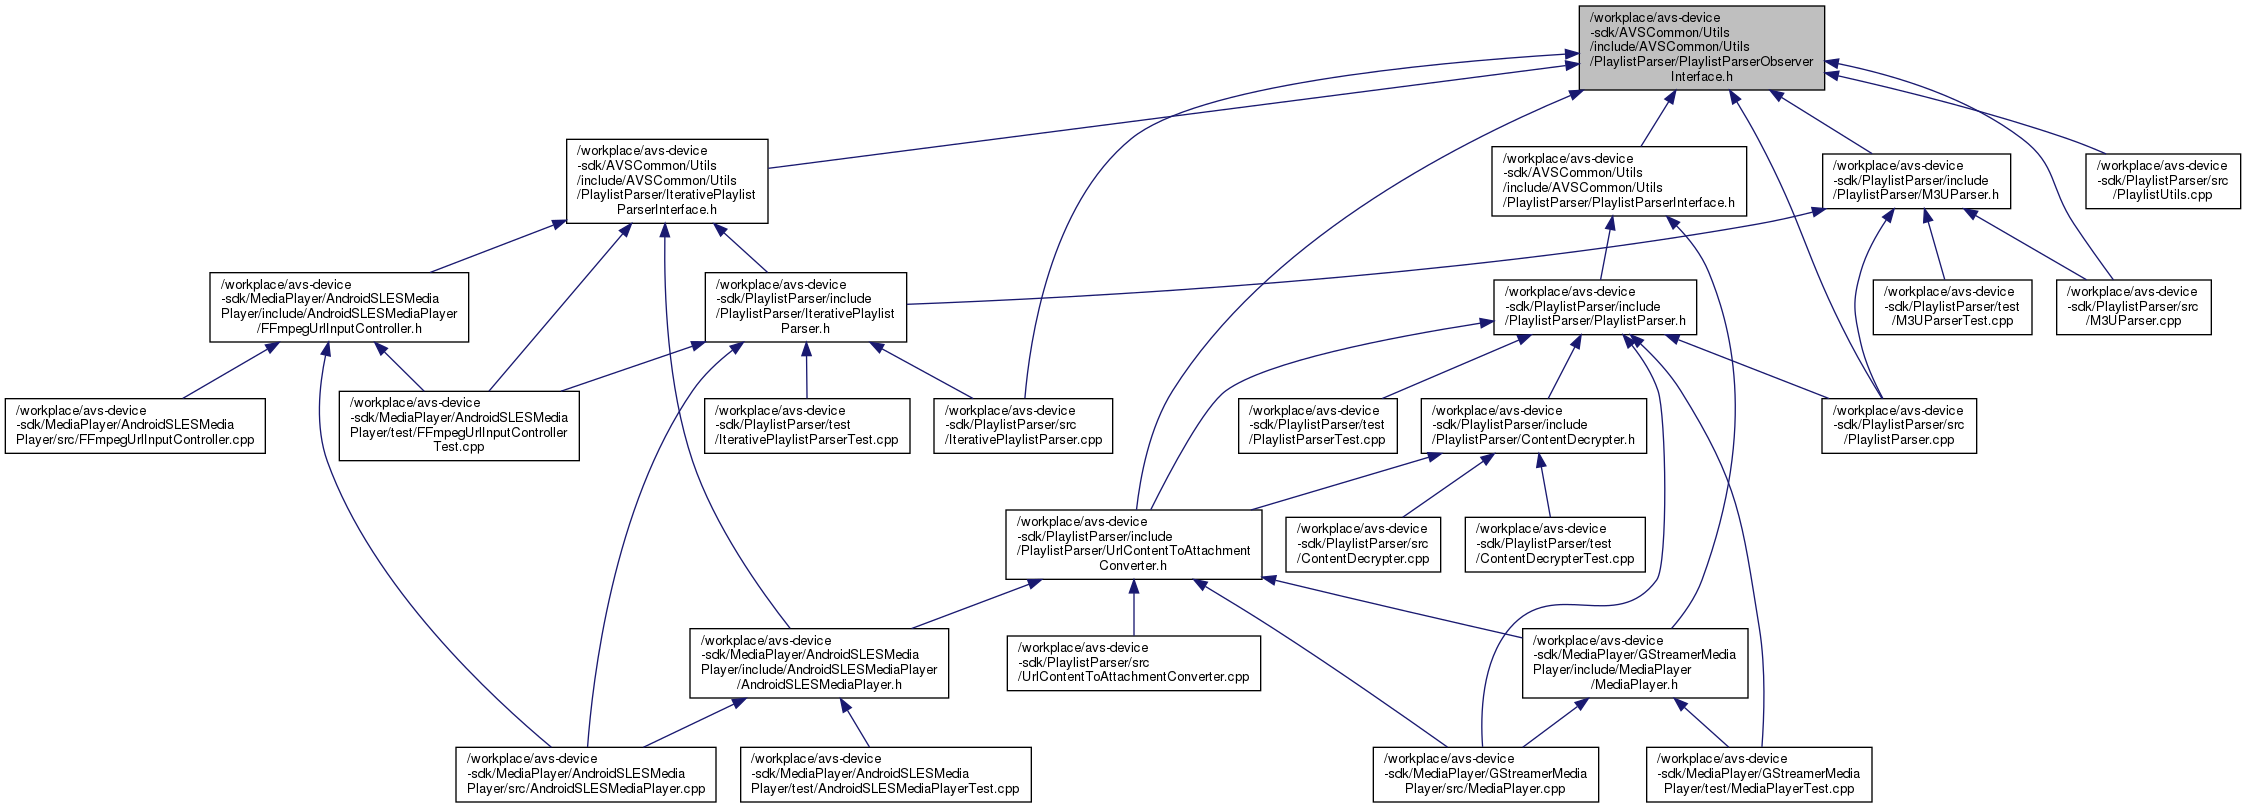 /workplace/avs-device
-sdk/AVSCommon/Utils
/include/AVSCommon/Utils
/PlaylistParser/PlaylistParserObserver
Interface.h
/workplace/avs-device
-sdk/AVSCommon/Utils
/include/AVSCommon/Utils
/PlaylistParser/IterativePlaylist
ParserInterface.h
/workplace/avs-device
-sdk/AVSCommon/Utils
/include/AVSCommon/Utils
/PlaylistParser/PlaylistParserInterface.h
/workplace/avs-device
-sdk/PlaylistParser/include
/PlaylistParser/M3UParser.h
/workplace/avs-device
-sdk/PlaylistParser/src
/PlaylistUtils.cpp
/workplace/avs-device
-sdk/MediaPlayer/AndroidSLESMedia
Player/include/AndroidSLESMediaPlayer
/FFmpegUrlInputController.h
/workplace/avs-device
-sdk/PlaylistParser/include
/PlaylistParser/IterativePlaylist
Parser.h
/workplace/avs-device
-sdk/PlaylistParser/include
/PlaylistParser/PlaylistParser.h
/workplace/avs-device
-sdk/PlaylistParser/test
/M3UParserTest.cpp
/workplace/avs-device
-sdk/PlaylistParser/src
/M3UParser.cpp
/workplace/avs-device
-sdk/MediaPlayer/AndroidSLESMedia
Player/src/FFmpegUrlInputController.cpp
/workplace/avs-device
-sdk/MediaPlayer/AndroidSLESMedia
Player/test/FFmpegUrlInputController
Test.cpp
/workplace/avs-device
-sdk/PlaylistParser/test
/IterativePlaylistParserTest.cpp
/workplace/avs-device
-sdk/PlaylistParser/src
/IterativePlaylistParser.cpp
/workplace/avs-device
-sdk/PlaylistParser/test
/PlaylistParserTest.cpp
/workplace/avs-device
-sdk/PlaylistParser/include
/PlaylistParser/ContentDecrypter.h
/workplace/avs-device
-sdk/PlaylistParser/src
/PlaylistParser.cpp
/workplace/avs-device
-sdk/PlaylistParser/include
/PlaylistParser/UrlContentToAttachment
Converter.h
/workplace/avs-device
-sdk/PlaylistParser/src
/ContentDecrypter.cpp
/workplace/avs-device
-sdk/PlaylistParser/test
/ContentDecrypterTest.cpp
/workplace/avs-device
-sdk/MediaPlayer/AndroidSLESMedia
Player/include/AndroidSLESMediaPlayer
/AndroidSLESMediaPlayer.h
/workplace/avs-device
-sdk/PlaylistParser/src
/UrlContentToAttachmentConverter.cpp
/workplace/avs-device
-sdk/MediaPlayer/GStreamerMedia
Player/include/MediaPlayer
/MediaPlayer.h
/workplace/avs-device
-sdk/MediaPlayer/AndroidSLESMedia
Player/src/AndroidSLESMediaPlayer.cpp
/workplace/avs-device
-sdk/MediaPlayer/AndroidSLESMedia
Player/test/AndroidSLESMediaPlayerTest.cpp
/workplace/avs-device
-sdk/MediaPlayer/GStreamerMedia
Player/src/MediaPlayer.cpp
/workplace/avs-device
-sdk/MediaPlayer/GStreamerMedia
Player/test/MediaPlayerTest.cpp